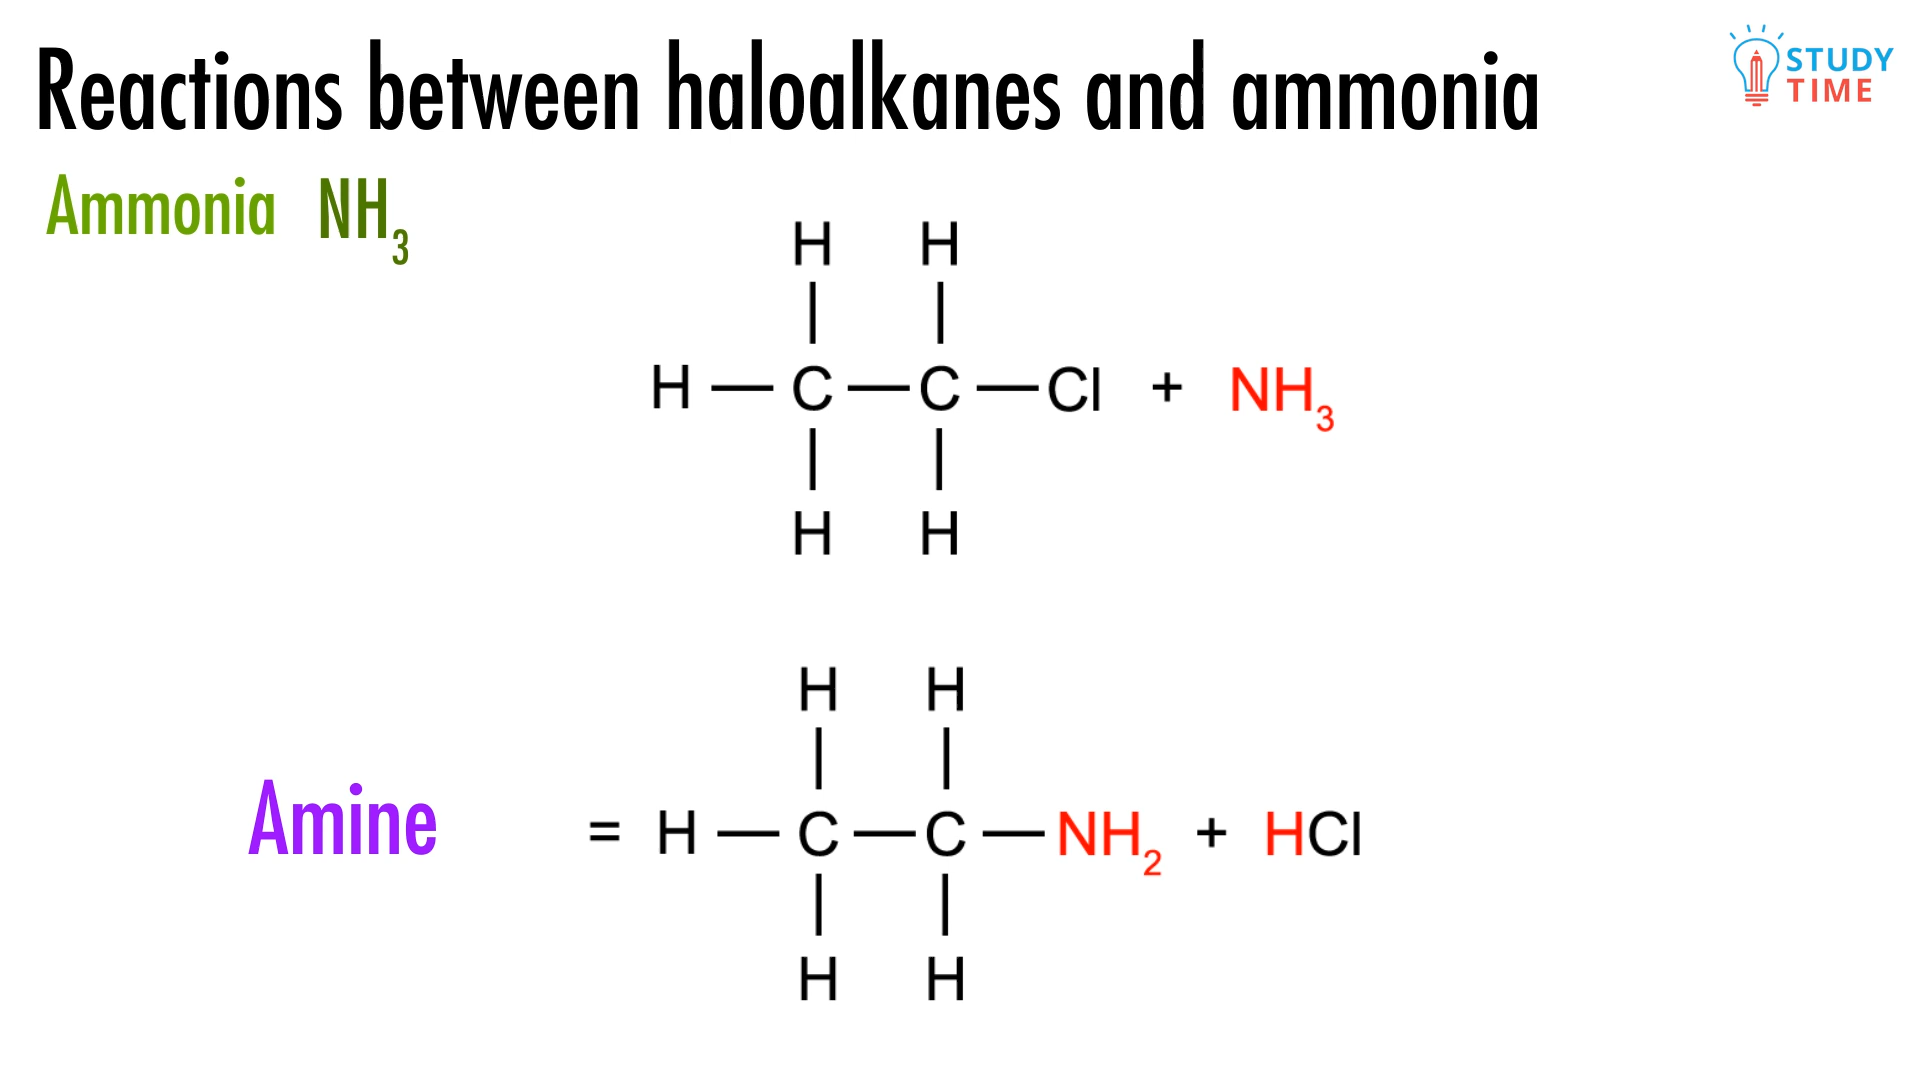 Reactions between haloalkanes and ammonia
STUDY
TIME
Ammonia NH₃
H H
H — C — C — Cl + NH₃
H H
H H
Amine = H — C — C — NH₂ + HCl
H H